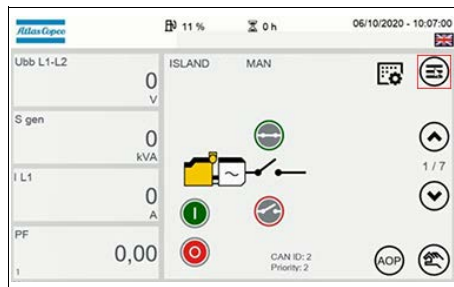 Atlas Copco
11 %
0 h
06/10/2020 - 10:07:00
Ubb L1-L2
0
V
S gen
0
kVA
I L1
0
A
PF
0,00
1
ISLAND MAN
1 / 7
I
CAN ID: 2
Priority: 2
AOP